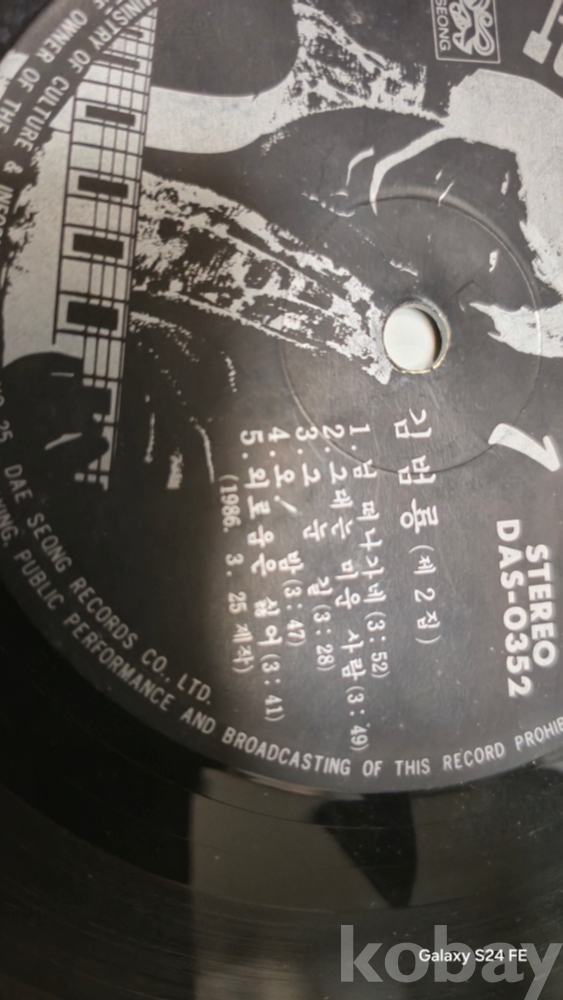 SEONG
1
STEREO
DAS-0352
김범룡 (제 2 집)
1. 님 떠나가네 (3:52)
2. 그대는 미운 사람 (3:49)
3. 그 길 (3:28)
4. 오! 밤 (3:47)
5. 외로움은 싫어 (3:41)
(1986. 3. 25 제작)
MINISTRY OF CULTURE &
25, DAE SEONG RECORDS CO., LTD.
OWNER OF THE
PUBLIC PERFORMANCE AND BROADCASTING OF THIS RECORD
kobay
Galaxy S24 FE